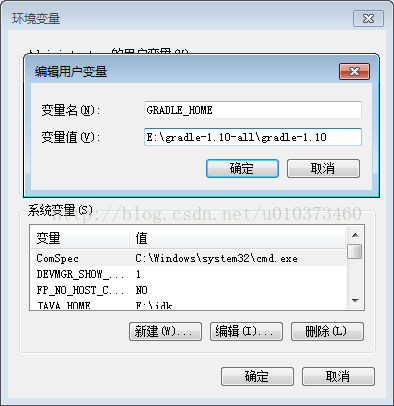 环境变量
的用户变量(U)
编辑用户变量
变量名(N):
GRADLE_HOME
变量值(V):
E:\gradle-1.10-all\gradle-1.10
确定
取消
系统变量(S)
http://blog.csdn.net/u010373460
变量
值
ComSpec
C:\Windows\system32\cmd.exe
DEVMGR_SHOW_...
1
FP_NO_HOST_C...
NO
JAVA_HOME
新建(W)...
编辑(I)...
删除(L)
确定
取消